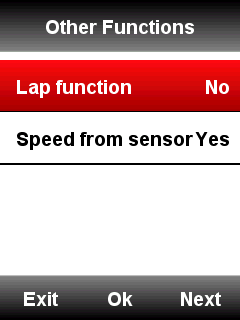 Other Functions
Lap function No
Speed from sensor Yes
Exit Ok Next